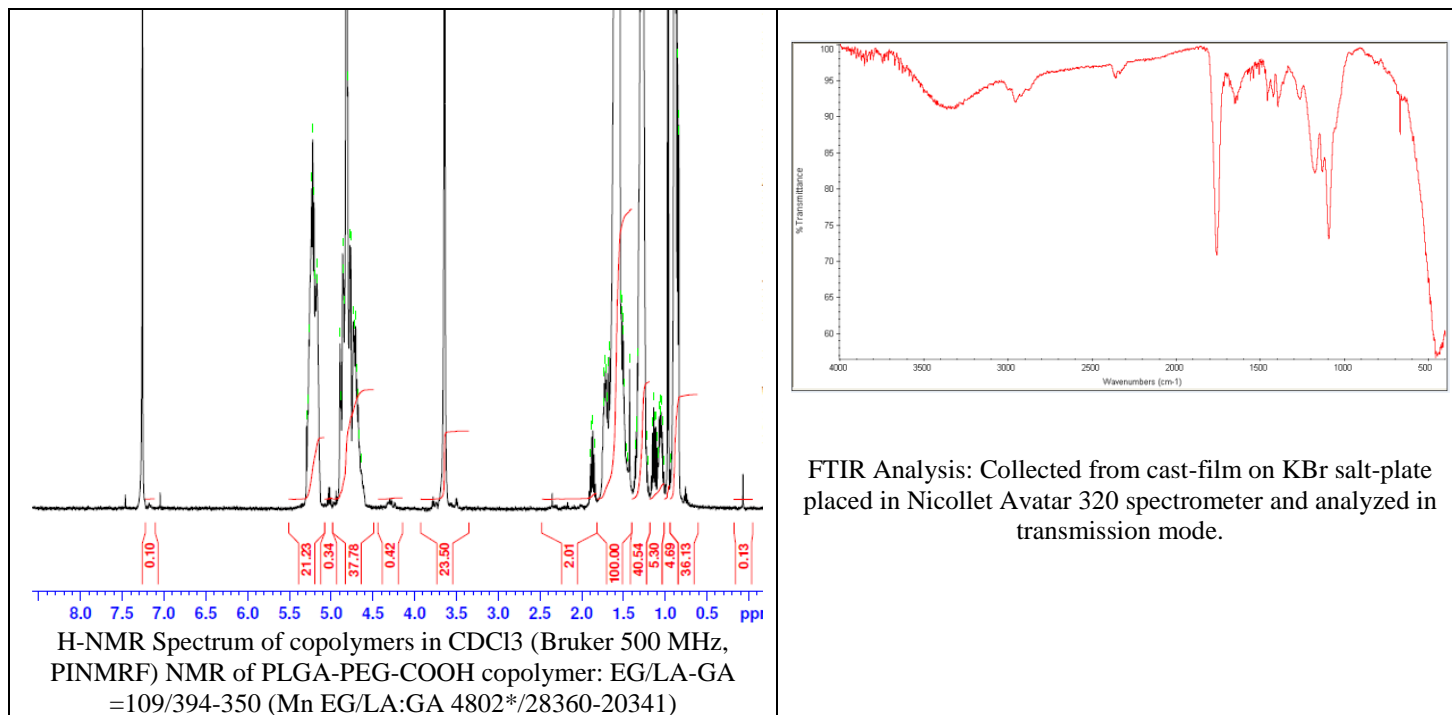 0.10
21.23
0.34
37.78
0.42
23.50
2.01
100.00
40.54
5.30
4.69
36.13
0.13
8.0 7.5 7.0 6.5 6.0 5.5 5.0 4.5 4.0 3.5 3.0 2.5 2.0 1.5 1.0 0.5 ppm
H-NMR Spectrum of copolymers in CDCl3 (Bruker 500 MHz,
PINMRF) NMR of PLGA-PEG-COOH copolymer: EG/LA-GA
=109/394-350 (Mn EG/LA:GA 4802*/28360-20341)
100
95
90
85
80
75
70
65
60
%Transmittance
4000 3500 3000 2500 2000 1500 1000 500
Wavenumbers (cm-1)
FTIR Analysis: Collected from cast-film on KBr salt-plate
placed in Nicollet Avatar 320 spectrometer and analyzed in
transmission mode.